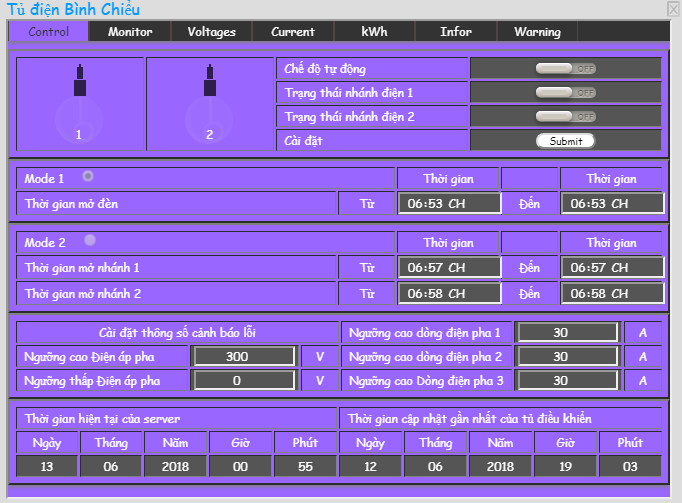 Tủ điện Bình Chiểu
Control Monitor Voltages Current kWh Infor Warning
1 2
Chế độ tự động OFF
Trạng thái nhánh điện 1 OFF
Trạng thái nhánh điện 2 OFF
Cài đặt Submit
Mode 1 Thời gian Thời gian
Thời gian mở đèn Từ 06:53 CH Đến 06:53 CH
Mode 2 Thời gian Thời gian
Thời gian mở nhánh 1 Từ 06:57 CH Đến 06:57 CH
Thời gian mở nhánh 2 Từ 06:58 CH Đến 06:58 CH
Cài đặt thông số cảnh báo lỗi Ngưỡng cao dòng điện pha 1 30 A
Ngưỡng cao Điện áp pha 300 V Ngưỡng cao dòng điện pha 2 30 A
Ngưỡng thấp Điện áp pha 0 V Ngưỡng cao Dòng điện pha 3 30 A
Thời gian hiện tại của server Thời gian cập nhật gần nhất của tủ điều khiển
Ngày Tháng Năm Giờ Phút Ngày Tháng Năm Giờ Phút
13 06 2018 00 55 12 06 2018 19 03